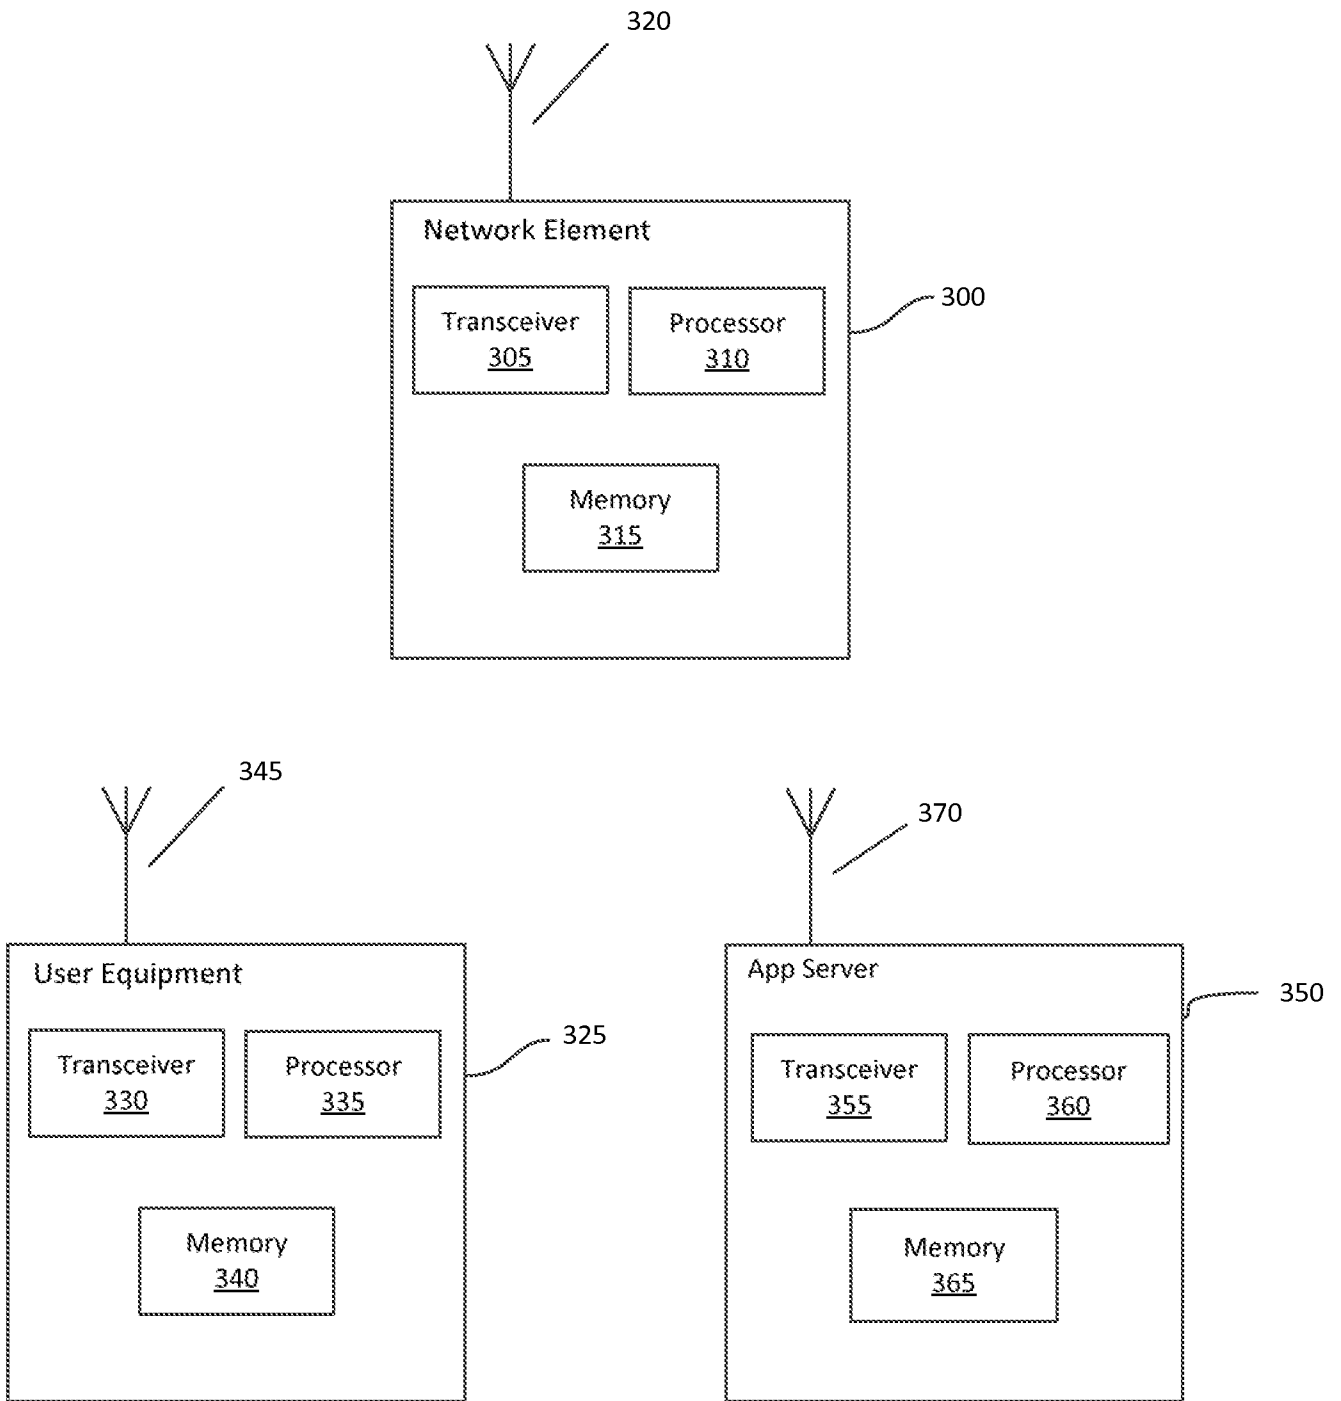 320
Network Element
300
Transceiver
305
Processor
310
Memory
315
345
370
User Equipment
325
Transceiver
330
Processor
335
Memory
340
App Server
350
Transceiver
355
Processor
360
Memory
365